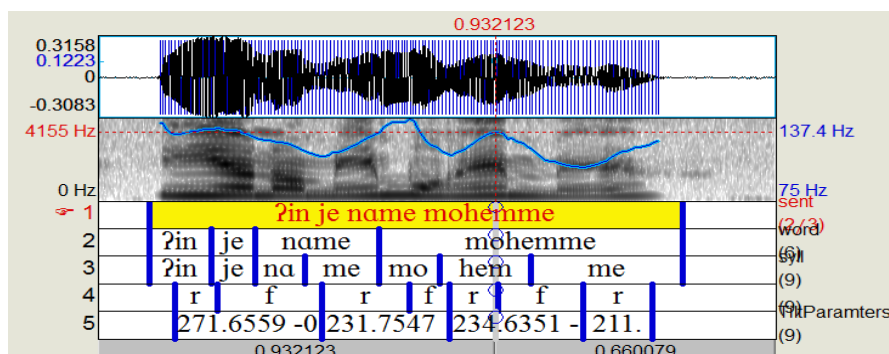 0.932123
0.3158
0.1223
0
-0.3083
4155 Hz 137.4 Hz
0 Hz 75 Hz
☞ 1 ʔin je nɑme mohemme sent (2/3)
2 ʔin je nɑme mohemme word (6)
3 ʔin je nɑ me mo hem me syll (9)
4 r f r f r f r (9)
5 271.6559 -0 231.7547 234.6351 - 211. TiltParamters (9)
0.932123 0.660079